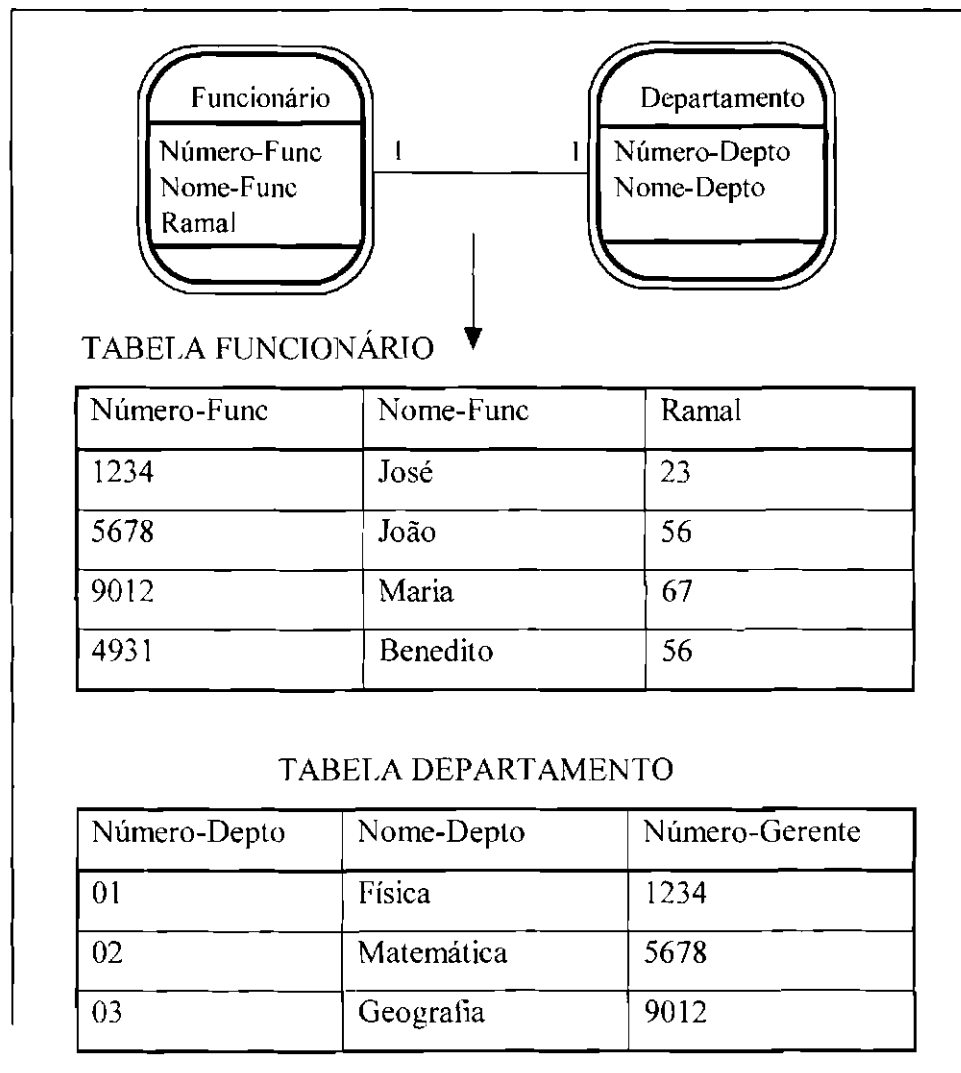 Funcionário
Número-Func
Nome-Func
Ramal
1 1
Departamento
Número-Depto
Nome-Depto
TABELA FUNCIONÁRIO
Número-Func Nome-Func Ramal
1234 José 23
5678 João 56
9012 Maria 67
4931 Benedito 56
TABELA DEPARTAMENTO
Número-Depto Nome-Depto Número-Gerente
01 Física 1234
02 Matemática 5678
03 Geografia 9012